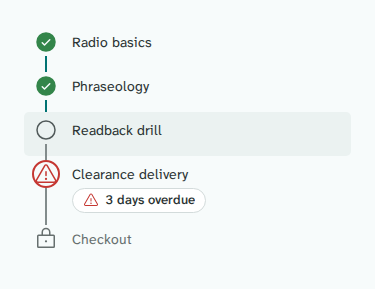 Radio basics
Phraseology
Readback drill
Clearance delivery
3 days overdue
Checkout